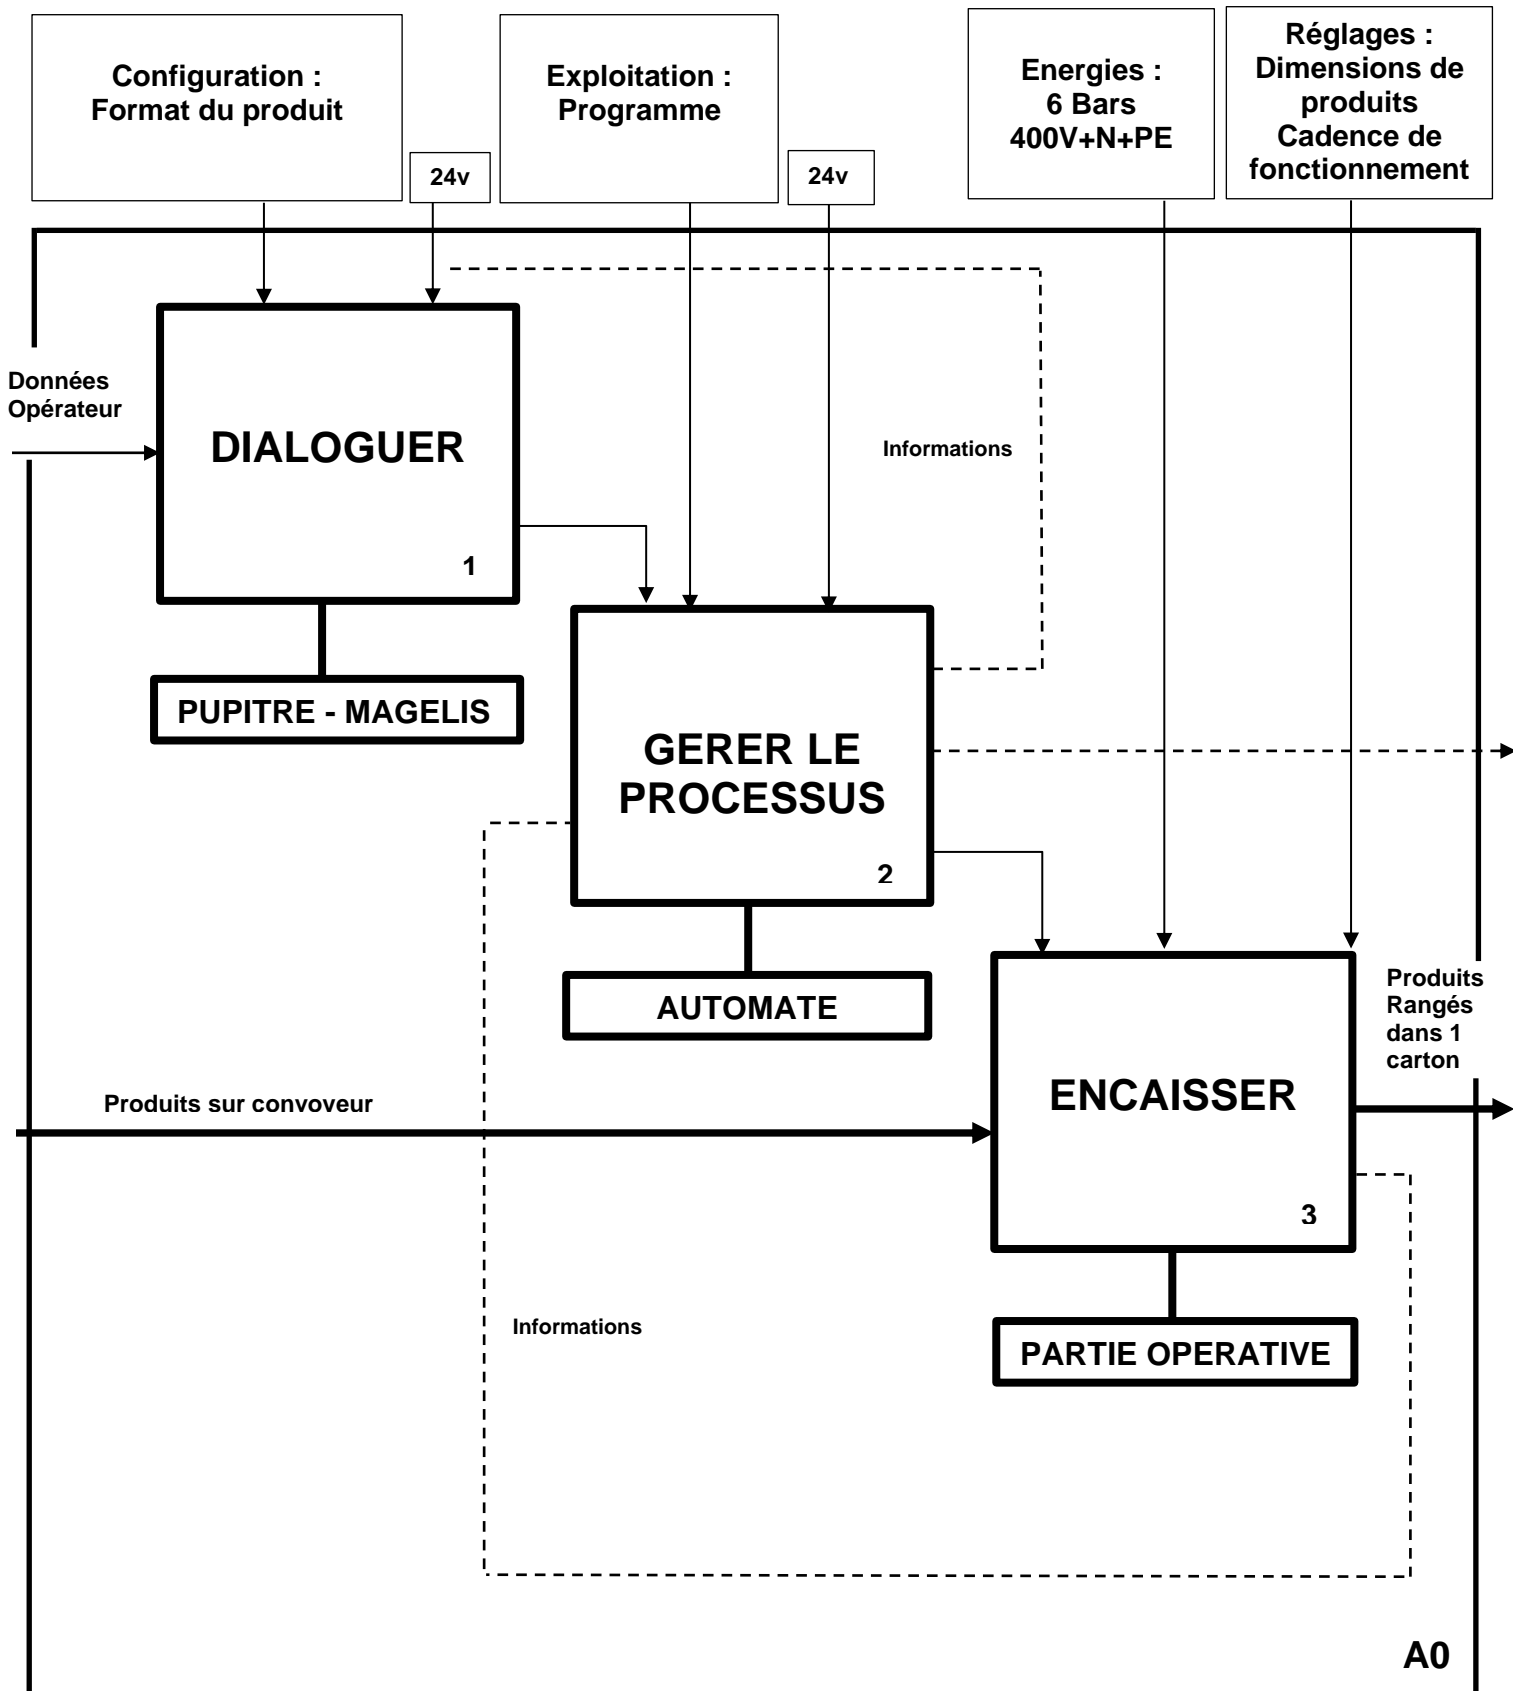 Configuration :
Format du produit
24v
Exploitation :
Programme
24v
Energies :
6 Bars
400V+N+PE
Réglages :
Dimensions de
produits
Cadence de
fonctionnement
Données
Opérateur
DIALOGUER
1
Informations
PUPITRE - MAGELIS
GERER LE
PROCESSUS
2
AUTOMATE
Produits
Rangés
dans 1
carton
Produits sur convoveur
ENCAISSER
3
Informations
PARTIE OPERATIVE
A0